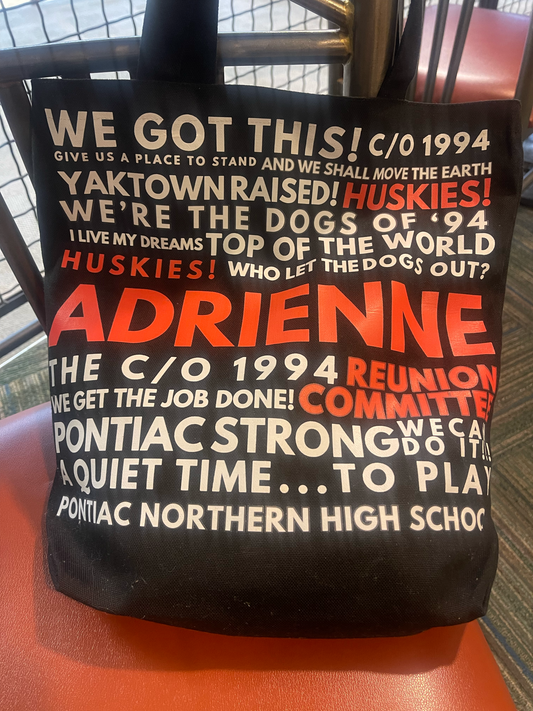 WE GOT THIS! C/O 1994
GIVE US A PLACE TO STAND AND WE SHALL MOVE THE EARTH
YAKTOWN RAISED! HUSKIES!
WE'RE THE DOGS OF '94
I LIVE MY DREAMS TOP OF THE WORLD
HUSKIES! WHO LET THE DOGS OUT?
ADRIENNE
THE C/O 1994 REUNION
WE GET THE JOB DONE! COMMITTEE
PONTIAC STRONG WE CAN
DO IT!
A QUIET TIME...TO PLAY
PONTIAC NORTHERN HIGH SCHOO